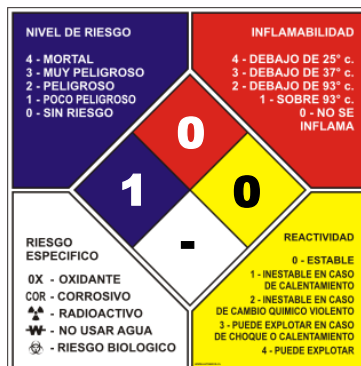 NIVEL DE RIESGO
4 - MORTAL
3 - MUY PELIGROSO
2 - PELIGROSO
1 - POCO PELIGROSO
0 - SIN RIESGO
INFLAMABILIDAD
4 - DEBAJO DE 25° c.
3 - DEBAJO DE 37° c.
2 - DEBAJO DE 93° c.
1 - SOBRE 93° c.
0 - NO SE
INFLAMA
0
1
0
-
RIESGO
ESPECIFICO
OX - OXIDANTE
COR - CORROSIVO
- RADIOACTIVO
W - NO USAR AGUA
- RIESGO BIOLOGICO
REACTIVIDAD
0 - ESTABLE
1 - INESTABLE EN CASO
DE CALENTAMIENTO
2 - INESTABLE EN CASO
DE CAMBIO QUIMICO VIOLENTO
3 - PUEDE EXPLOTAR EN CASO
DE CHOQUE O CALENTAMIENTO
4 - PUEDE EXPLOTAR